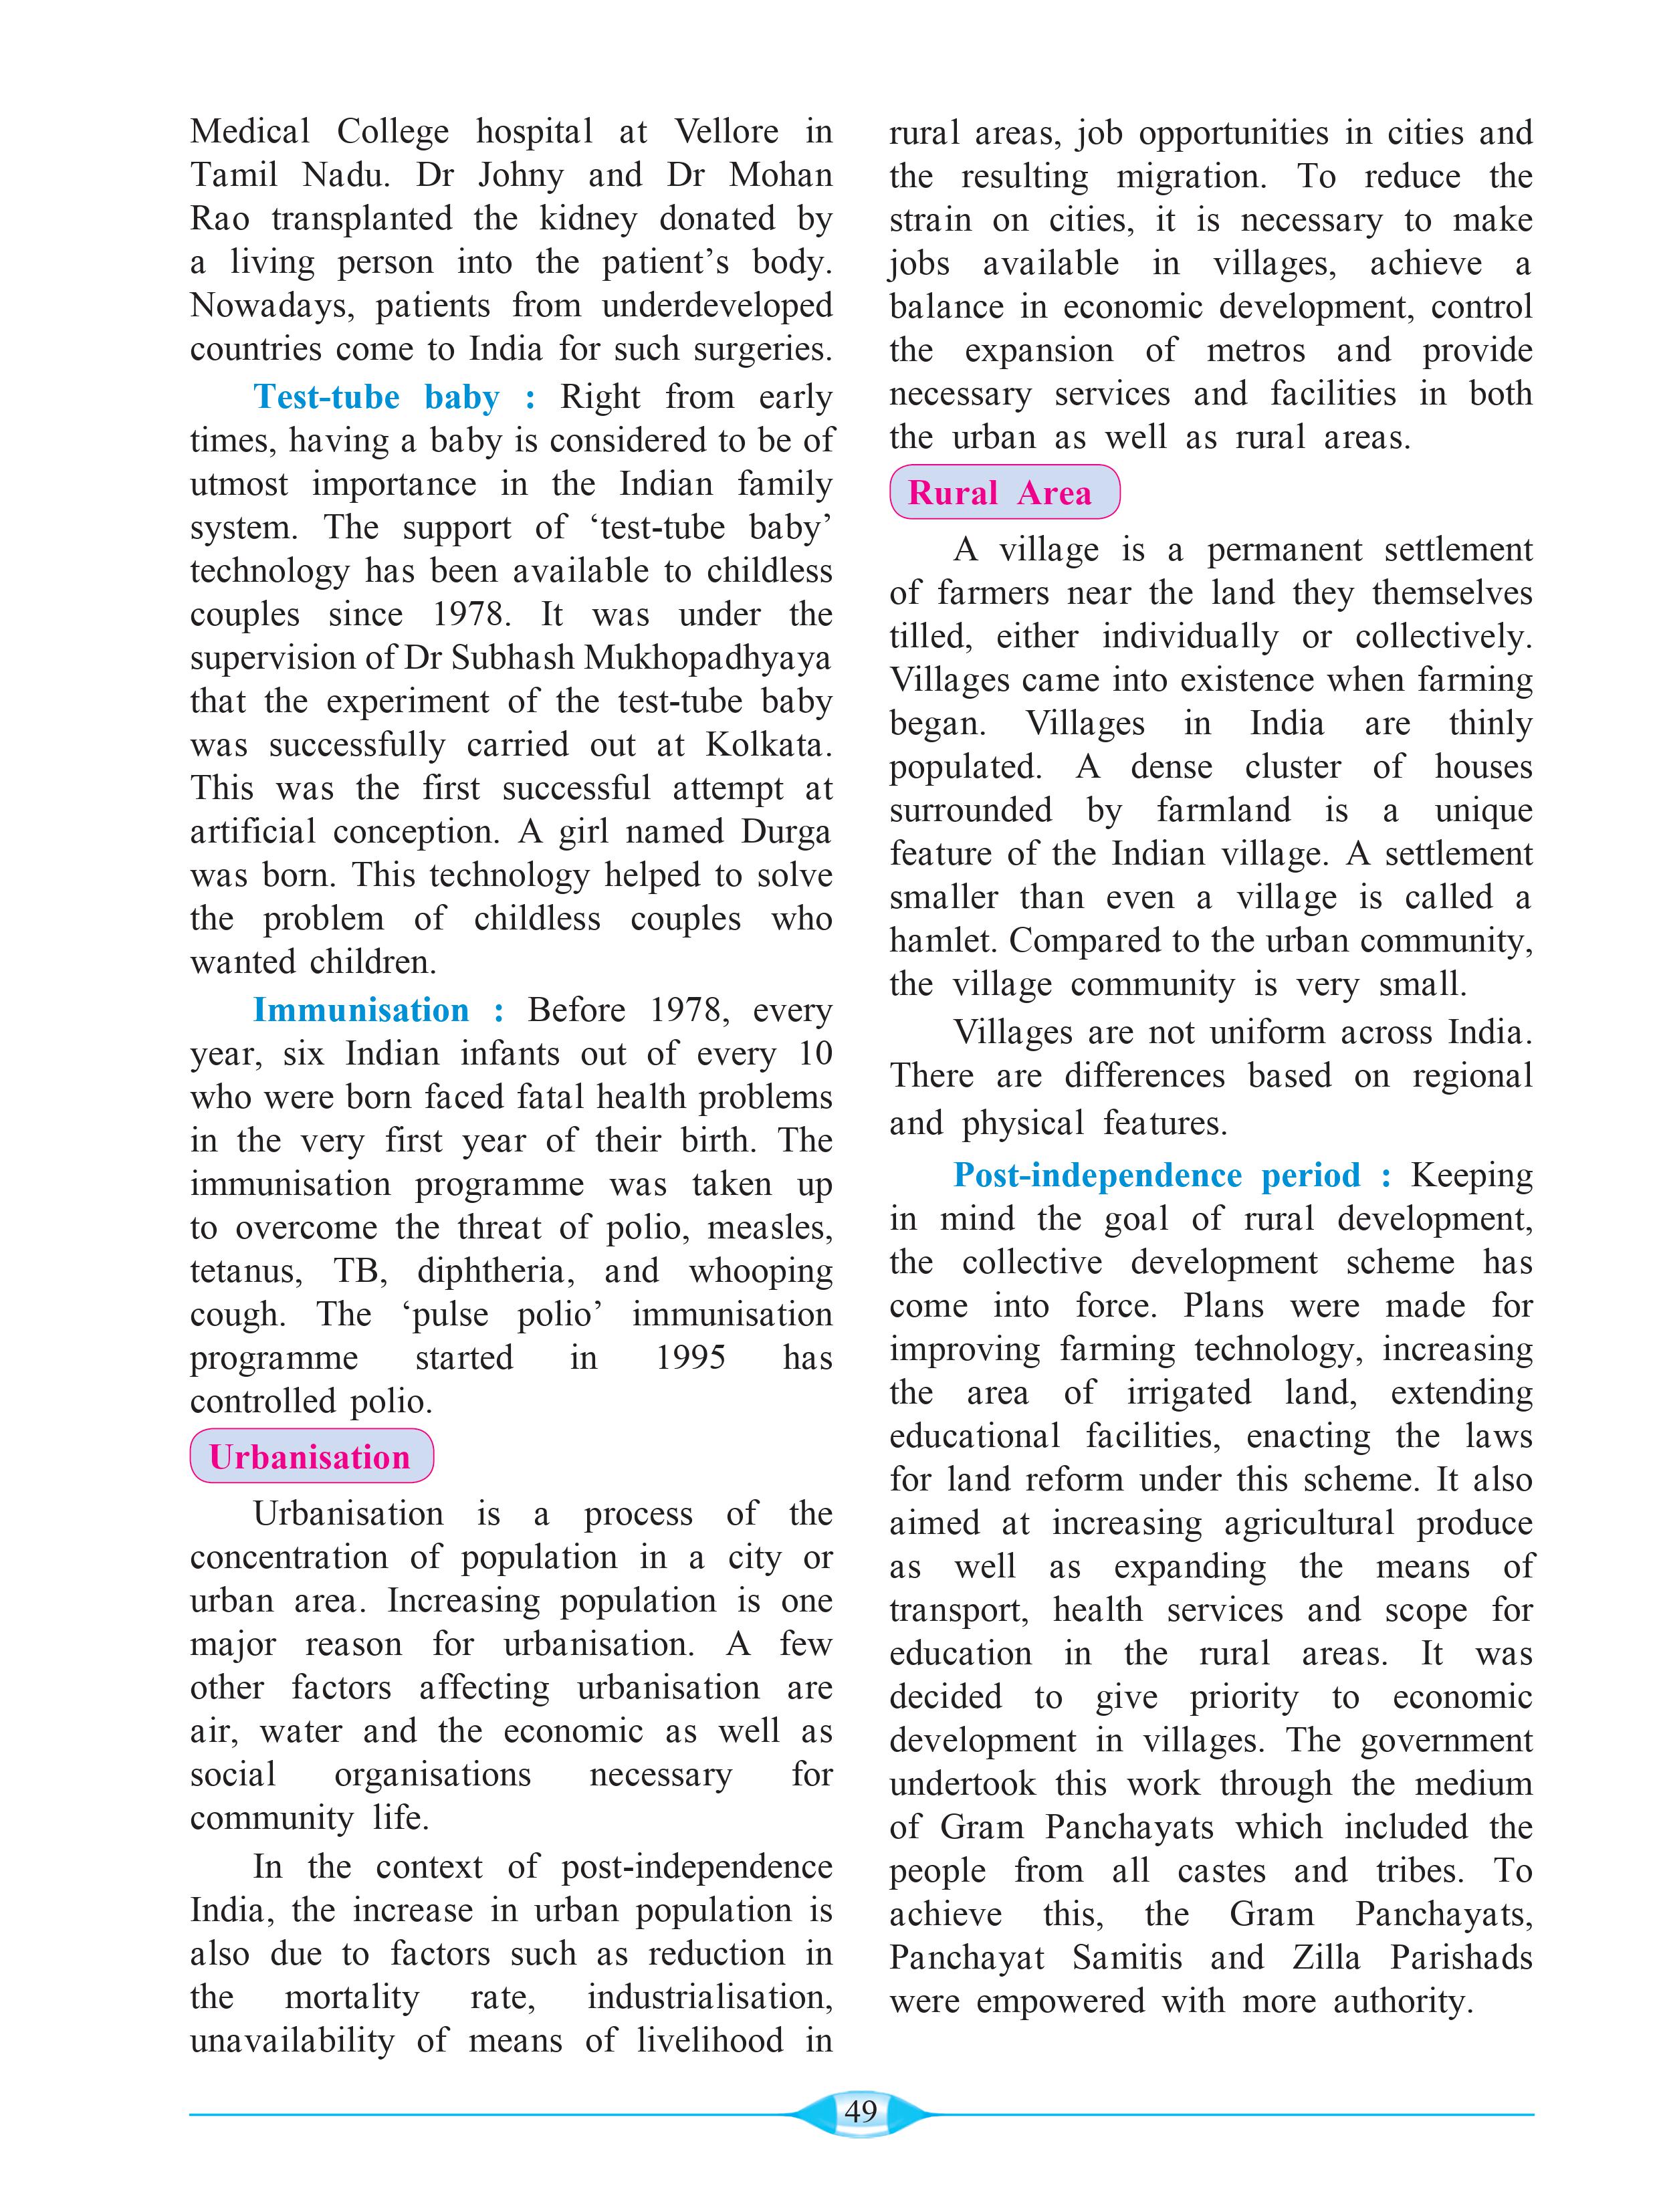 Medical College hospital at Vellore in
Tamil Nadu. Dr Johny and Dr Mohan
Rao transplanted the kidney donated by
a living person into the patient’s body.
Nowadays, patients from underdeveloped
countries come to India for such surgeries.
Test-tube baby : Right from early
times, having a baby is considered to be of
utmost importance in the Indian family
system. The support of ‘test-tube baby’
technology has been available to childless
couples since 1978. It was under the
supervision of Dr Subhash Mukhopadhyaya
that the experiment of the test-tube baby
was successfully carried out at Kolkata.
This was the first successful attempt at
artificial conception. A girl named Durga
was born. This technology helped to solve
the problem of childless couples who
wanted children.
Immunisation : Before 1978, every
year, six Indian infants out of every 10
who were born faced fatal health problems
in the very first year of their birth. The
immunisation programme was taken up
to overcome the threat of polio, measles,
tetanus, TB, diphtheria, and whooping
cough. The ‘pulse polio’ immunisation
programme started in 1995 has
controlled polio.
Urbanisation
Urbanisation is a process of the
concentration of population in a city or
urban area. Increasing population is one
major reason for urbanisation. A few
other factors affecting urbanisation are
air, water and the economic as well as
social organisations necessary for
community life.
In the context of post-independence
India, the increase in urban population is
also due to factors such as reduction in
the mortality rate, industrialisation,
unavailability of means of livelihood in
rural areas, job opportunities in cities and
the resulting migration. To reduce the
strain on cities, it is necessary to make
jobs available in villages, achieve a
balance in economic development, control
the expansion of metros and provide
necessary services and facilities in both
the urban as well as rural areas.
Rural Area
A village is a permanent settlement
of farmers near the land they themselves
tilled, either individually or collectively.
Villages came into existence when farming
began. Villages in India are thinly
populated. A dense cluster of houses
surrounded by farmland is a unique
feature of the Indian village. A settlement
smaller than even a village is called a
hamlet. Compared to the urban community,
the village community is very small.
Villages are not uniform across India.
There are differences based on regional
and physical features.
Post-independence period : Keeping
in mind the goal of rural development,
the collective development scheme has
come into force. Plans were made for
improving farming technology, increasing
the area of irrigated land, extending
educational facilities, enacting the laws
for land reform under this scheme. It also
aimed at increasing agricultural produce
as well as expanding the means of
transport, health services and scope for
education in the rural areas. It was
decided to give priority to economic
development in villages. The government
undertook this work through the medium
of Gram Panchayats which included the
people from all castes and tribes. To
achieve this, the Gram Panchayats,
Panchayat Samitis and Zilla Parishads
were empowered with more authority.
49